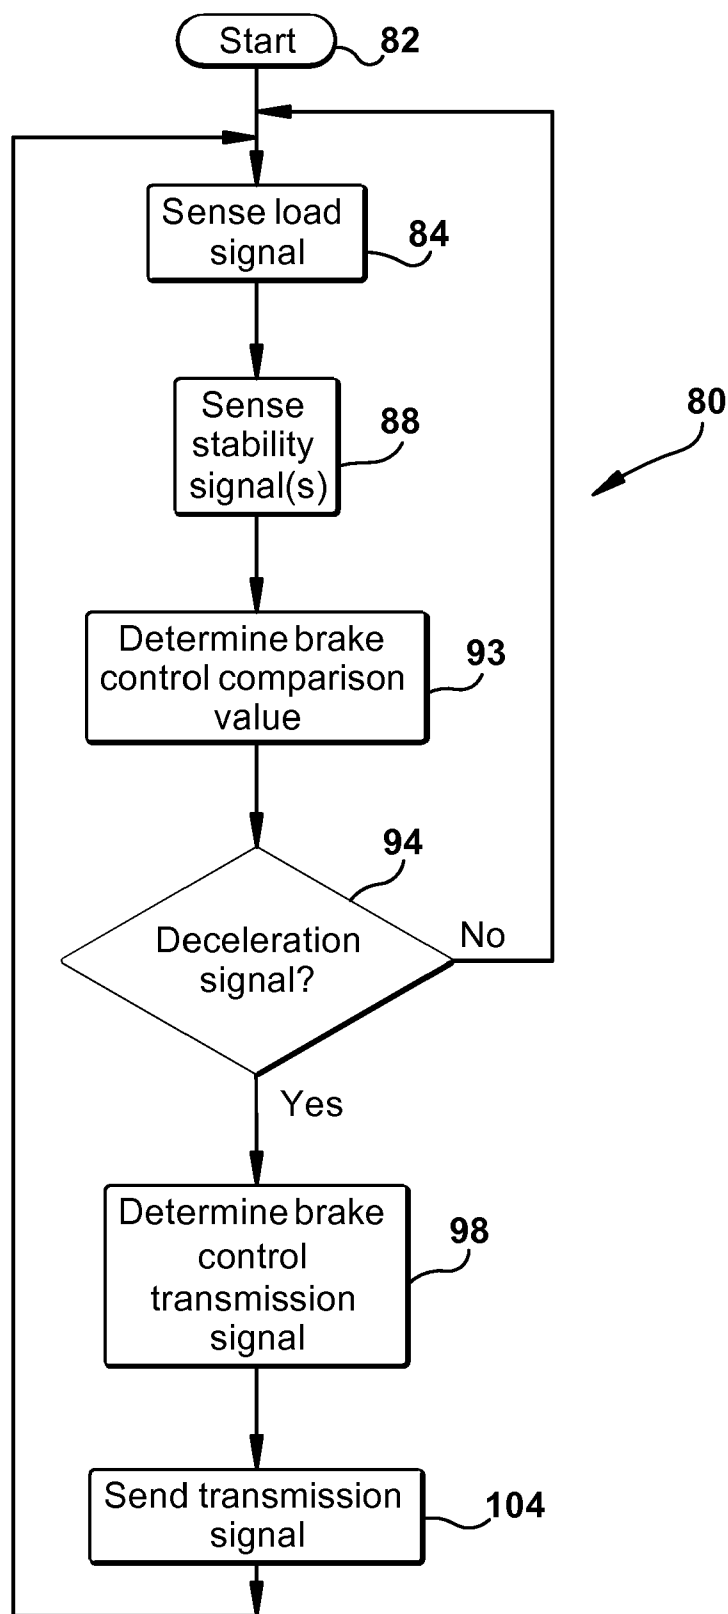 Start
82
Sense load
signal
84
Sense
stability
signal(s)
88
80
Determine brake
control comparison
value
93
94
Deceleration
signal?
No
Yes
Determine brake
control
transmission
signal
98
Send transmission
signal
104